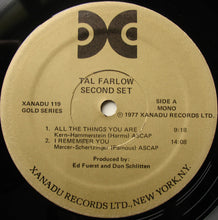 TAL FARLOW
SECOND SET
XANADU 119
GOLD SERIES
SIDE A
MONO
℗ 1977 XANADU RECORDS LTD.
1. ALL THE THINGS YOU ARE 9:18
Kern-Hammerstein (Harms) ASCAP
2. I REMEMBER YOU 14:08
Mercer-Schertzinger (Famous) ASCAP
Produced by:
Ed Fuerst and Don Schlitten
XANADU RECORDS LTD., NEW YORK, N.Y.